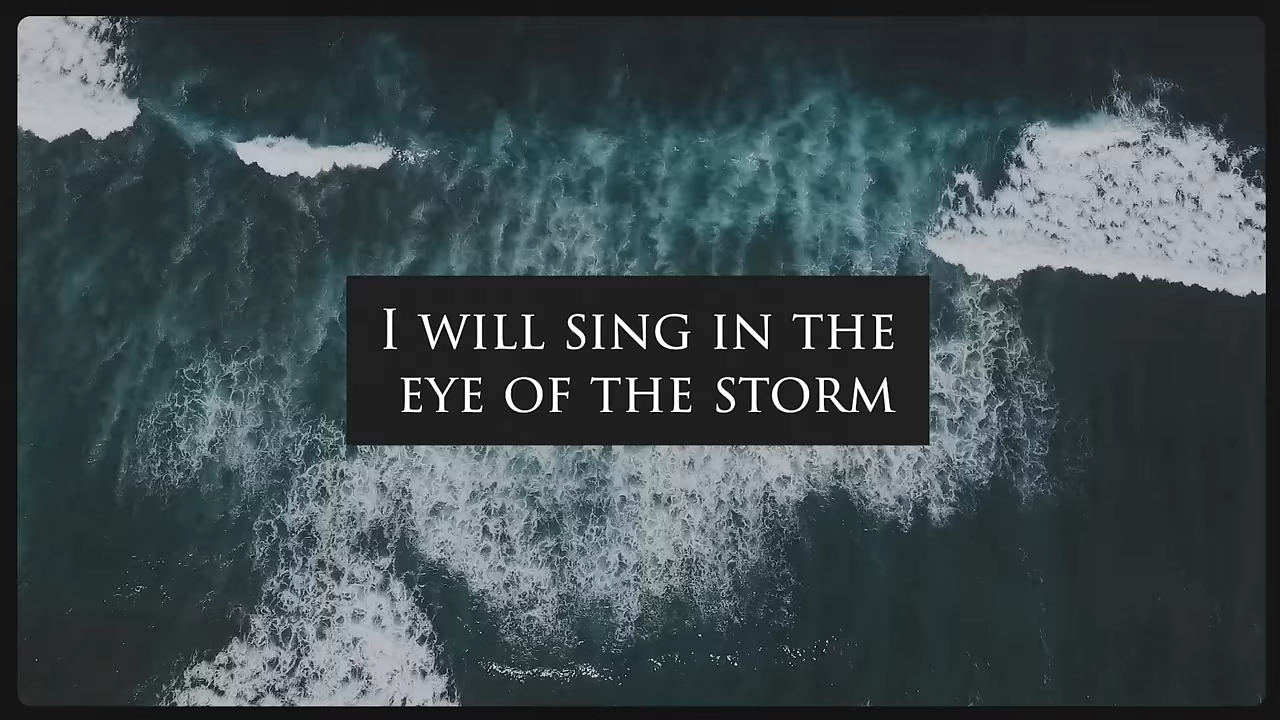 I WILL SING IN THE
EYE OF THE STORM